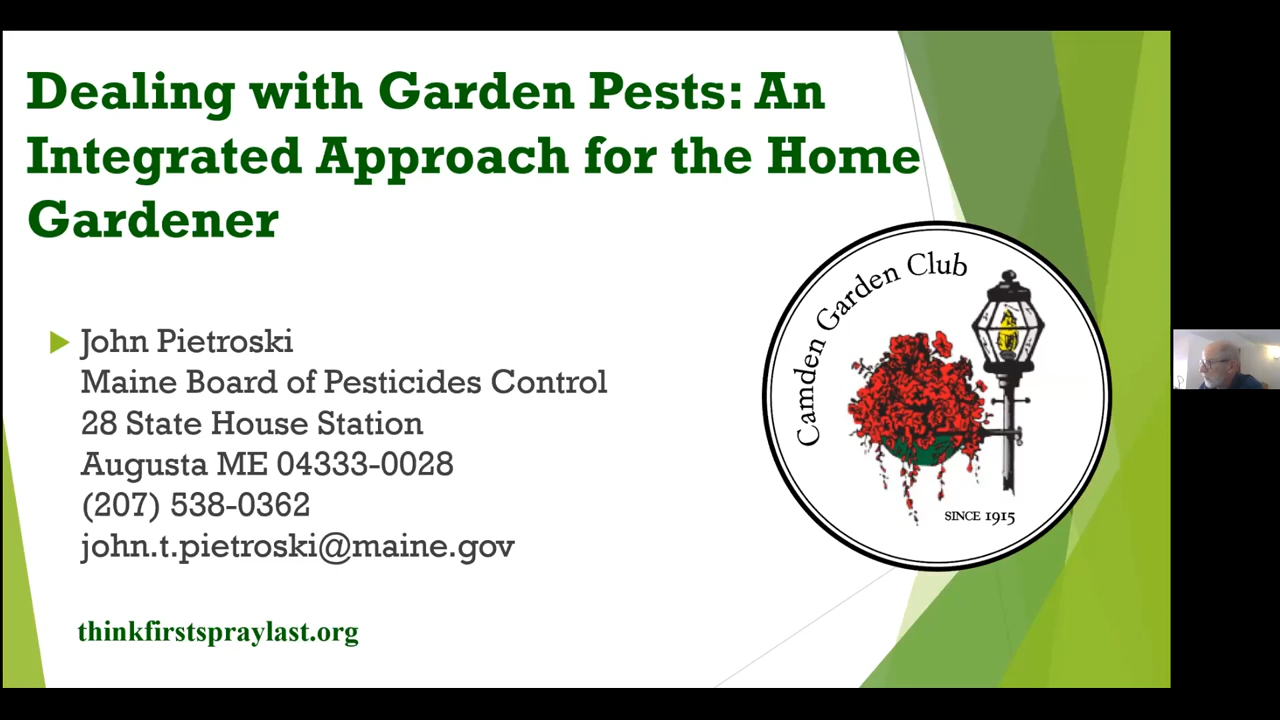 Dealing with Garden Pests: An
Integrated Approach for the Home
Gardener
John Pietroski
Maine Board of Pesticides Control
28 State House Station
Augusta ME 04333-0028
(207) 538-0362
john.t.pietroski@maine.gov
thinkfirstspraylast.org
Camden Garden Club
SINCE 1915